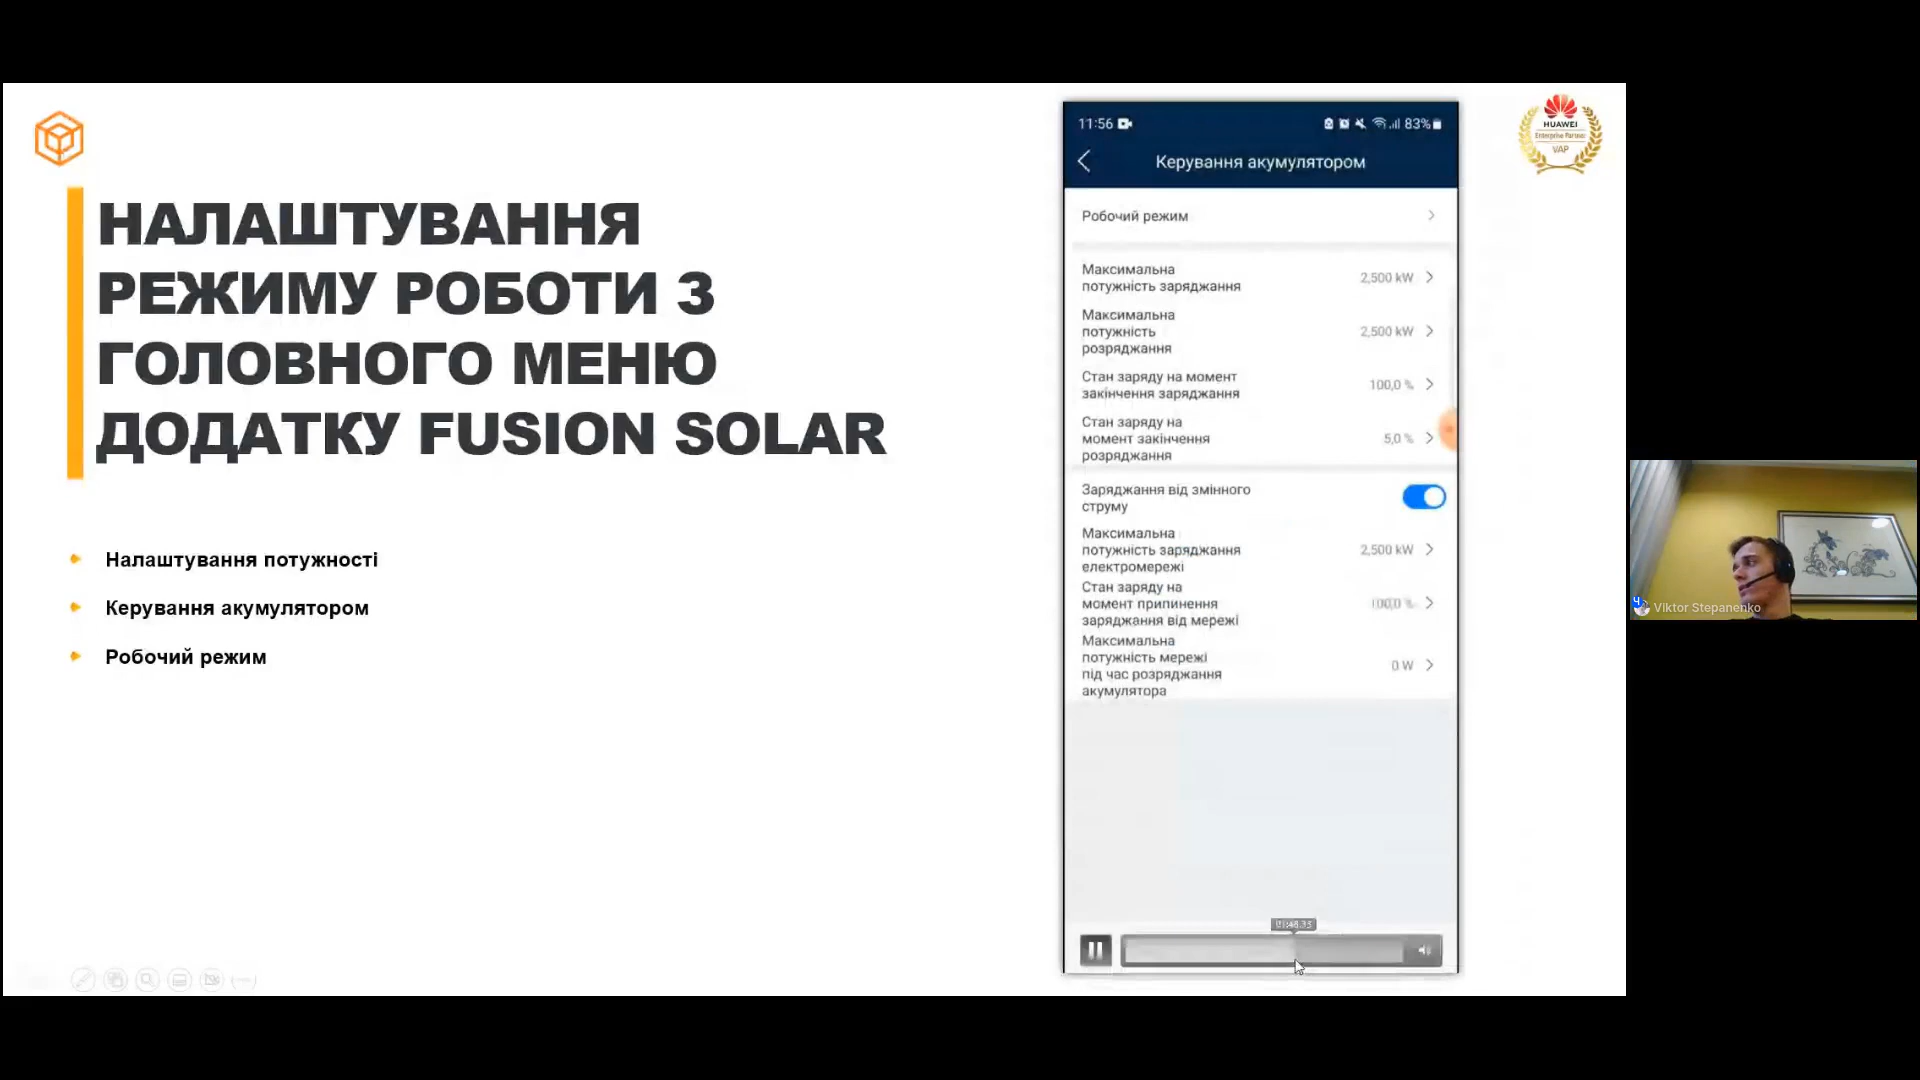 НАЛАШТУВАННЯ
РЕЖИМУ РОБОТИ З
ГОЛОВНОГО МЕНЮ
ДОДАТКУ FUSION SOLAR
Налаштування потужності
Керування акумулятором
Робочий режим
11:56
83%
Керування акумулятором
Робочий режим
Максимальна
потужність заряджання
2,500 kW
Максимальна
потужність
розряджання
2,500 kW
Стан заряду на момент
закінчення заряджання
100,0 %
Стан заряду на
момент закінчення
розряджання
5,0 %
Заряджання від змінного
струму
Максимальна
потужність заряджання
електромережі
2,500 kW
Стан заряду на
момент припинення
заряджання від мережі
100,0 %
Максимальна
потужність мережі
під час розряджання
акумулятора
0 W
HUAWEI
Enterprise Partner
VAP
Viktor Stepanenko